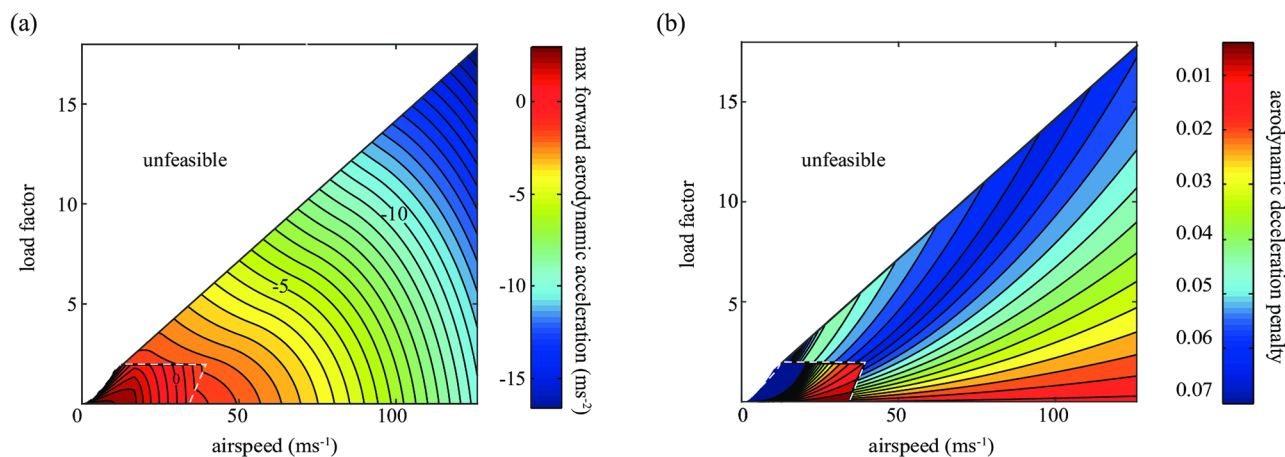 (a)
15
10
5
0
50
100
load factor
airspeed (ms⁻¹)
unfeasible
-10
-5
0
0
-5
-10
-15
max forward aerodynamic acceleration (ms⁻²)
(b)
15
10
5
0
50
100
load factor
airspeed (ms⁻¹)
unfeasible
0.01
0.02
0.03
0.04
0.05
0.06
0.07
aerodynamic deceleration penalty